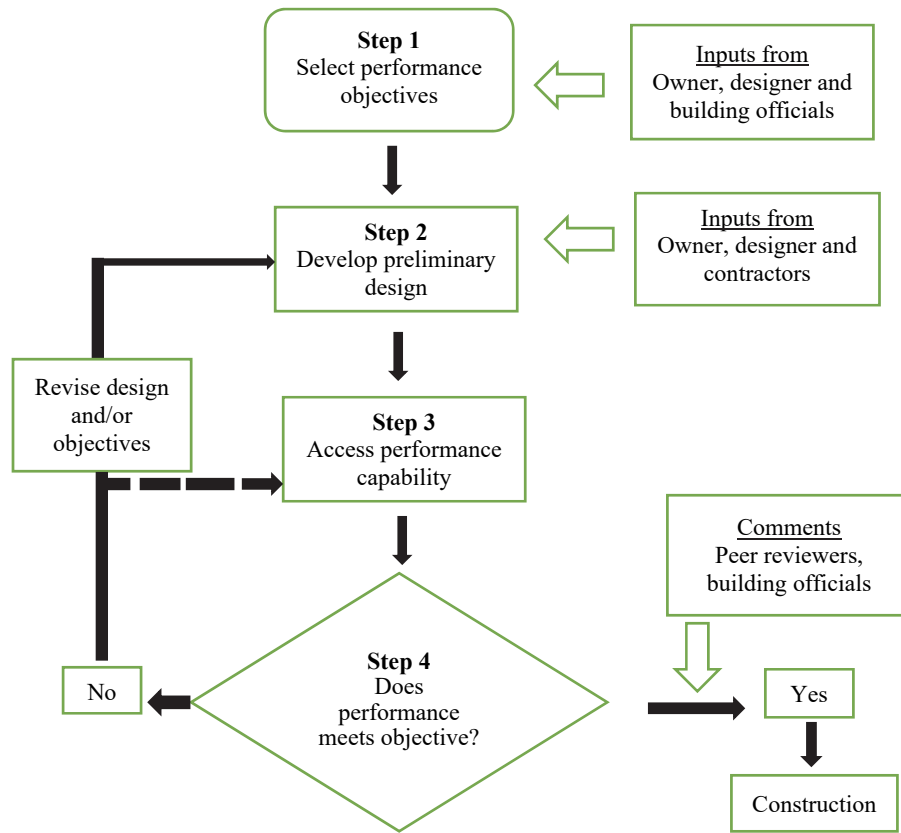 Step 1
Select performance
objectives
Inputs from
Owner, designer and
building officials
Step 2
Develop preliminary
design
Inputs from
Owner, designer and
contractors
Revise design
and/or
objectives
Step 3
Access performance
capability
Comments
Peer reviewers,
building officials
Step 4
Does
performance
meets objective?
No
Yes
Construction